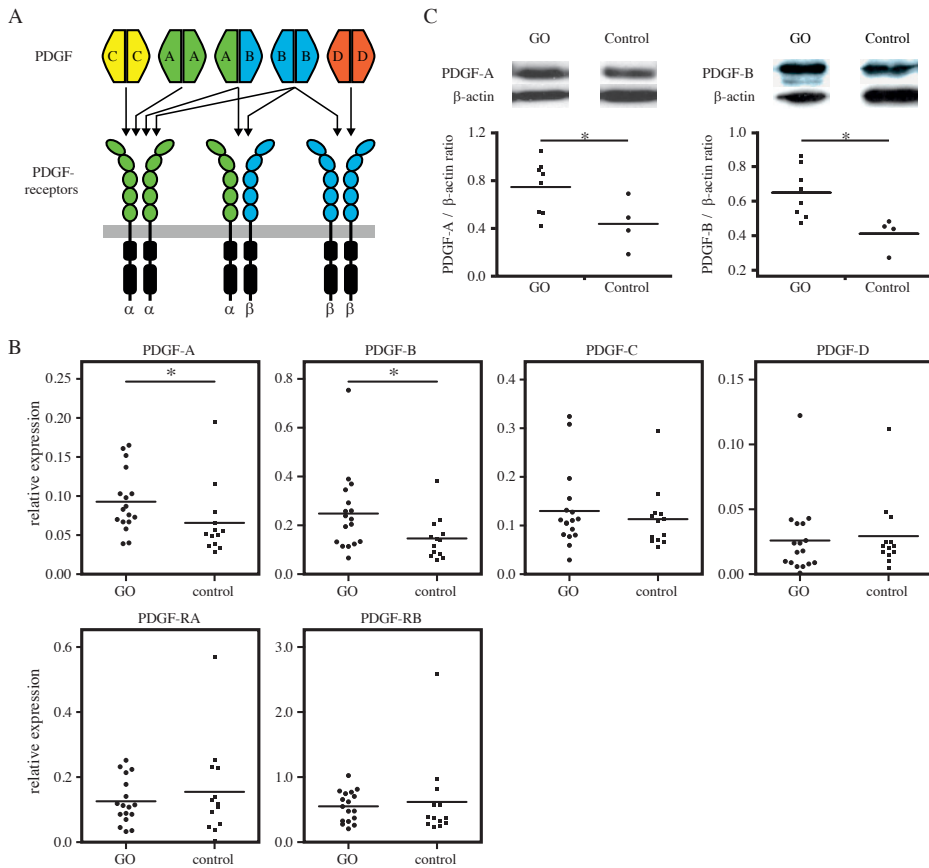 A
PDGF
C C A A A B B B D D
PDGF-
receptors
α α α β β β
C
GO Control
PDGF-A
β-actin
PDGF-A / β-actin ratio
1.2
*
0.8
0.4
0.0
GO Control
GO Control
PDGF-B
β-actin
PDGF-B / β-actin ratio
1.0
*
0.8
0.6
0.4
0.2
GO Control
B
PDGF-A
relative expression
0.25
*
0.20
0.15
0.10
0.05
0.00
GO control
PDGF-B
0.8
*
0.6
0.4
0.2
0.0
GO control
PDGF-C
0.4
0.3
0.2
0.1
0.0
GO control
PDGF-D
0.15
0.10
0.05
0.00
GO control
PDGF-RA
relative expression
0.6
0.4
0.2
0.0
GO control
PDGF-RB
3.0
2.0
1.0
0.0
GO control